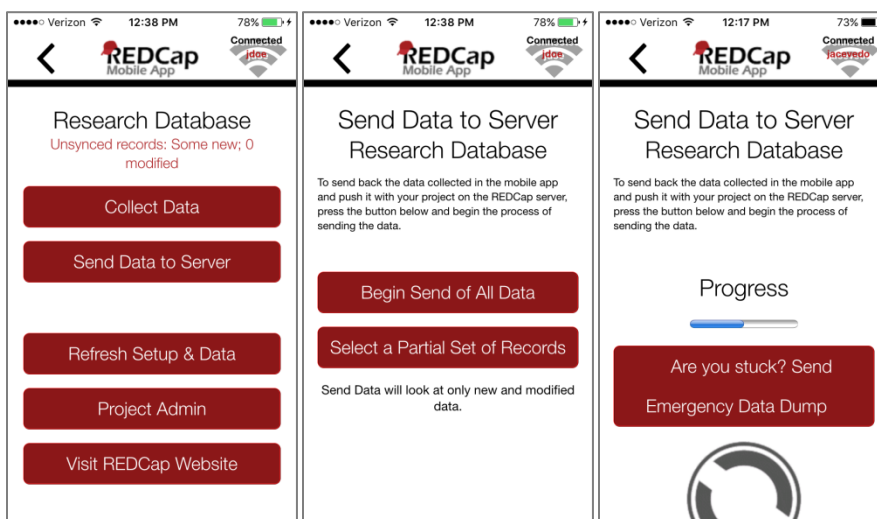 ●●●●○ Verizon 12:38 PM 78%
REDCap
Mobile App
Connected
jdoe
Research Database
Unsynced records: Some new; 0
modified
Collect Data
Send Data to Server
Refresh Setup & Data
Project Admin
Visit REDCap Website
●●●●○ Verizon 12:38 PM 78%
REDCap
Mobile App
Connected
jdoe
Send Data to Server
Research Database
To send back the data collected in the mobile app
and push it with your project on the REDCap server,
press the button below and begin the process of
sending the data.
Begin Send of All Data
Select a Partial Set of Records
Send Data will look at only new and modified
data.
●●●●○ Verizon 12:17 PM 73%
REDCap
Mobile App
Connected
jacevedo
Send Data to Server
Research Database
To send back the data collected in the mobile app
and push it with your project on the REDCap server,
press the button below and begin the process of
sending the data.
Progress
Are you stuck? Send
Emergency Data Dump